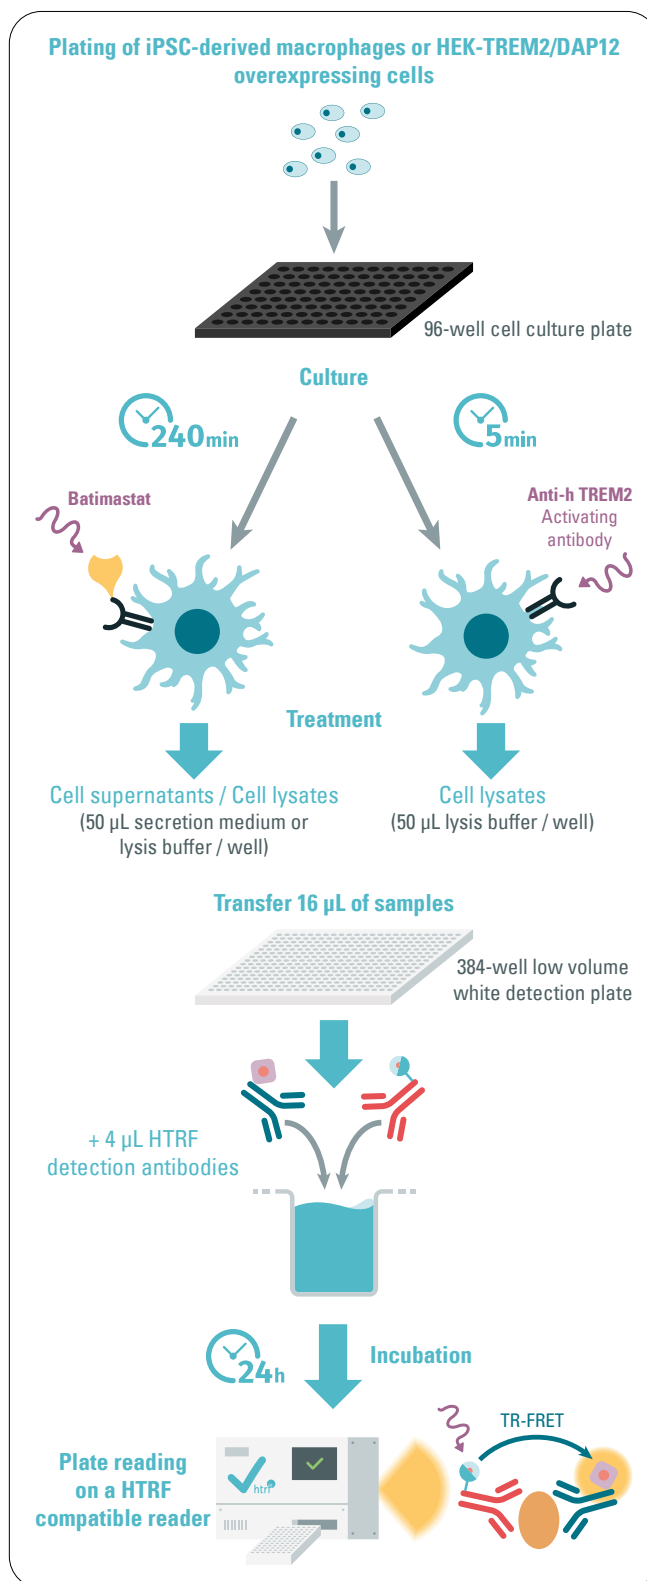 Plating of iPSC-derived macrophages or HEK-TREM2/DAP12
overexpressing cells
96-well cell culture plate
Culture
240min
5min
Batimastat
Anti-h TREM2
Activating
antibody
Treatment
Cell supernatants / Cell lysates
(50 µL secretion medium or
lysis buffer / well)
Cell lysates
(50 µL lysis buffer / well)
Transfer 16 µL of samples
384-well low volume
white detection plate
+ 4 µL HTRF
detection antibodies
24h
Incubation
Plate reading
on a HTRF
compatible reader
htrf
TR-FRET